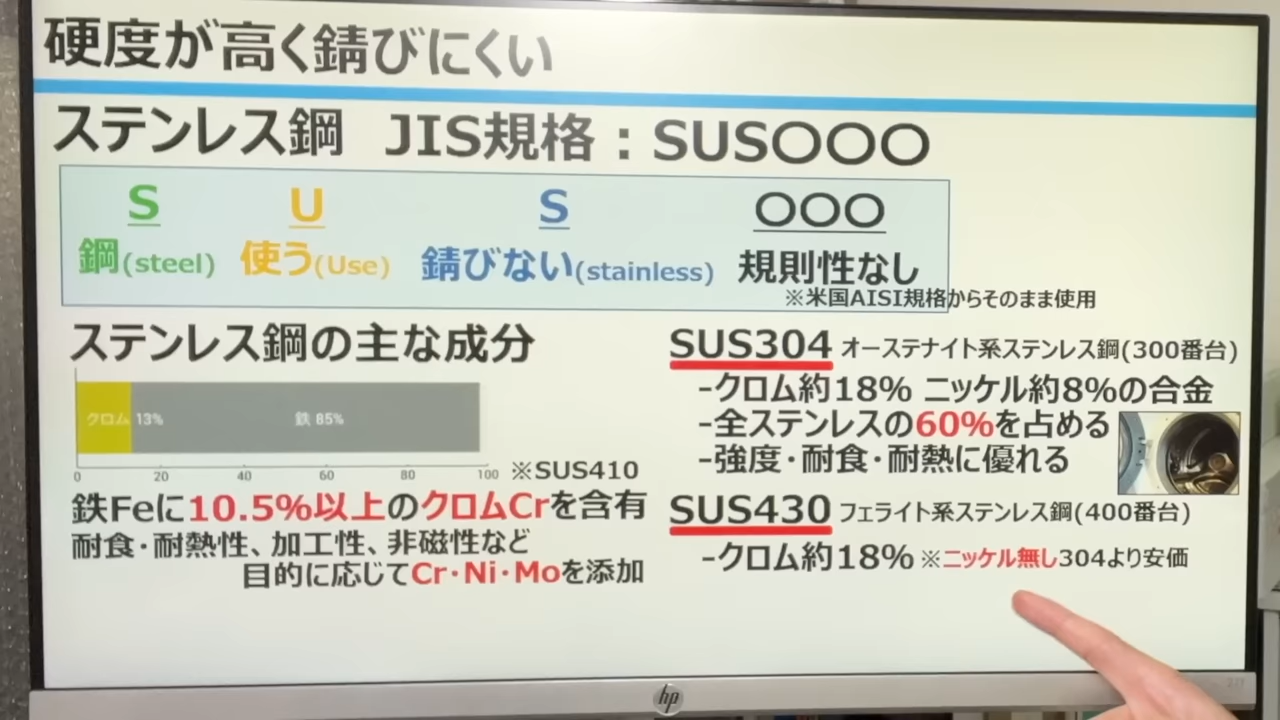 硬度が高く錆びにくい
ステンレス鋼 JIS規格：SUS〇〇〇
S U S 〇〇〇
鋼(steel) 使う(Use) 錆びない(stainless) 規則性なし
※米国AISI規格からそのまま使用
ステンレス鋼の主な成分
クロム 13% 鉄 85%
0 20 40 60 80 100 ※SUS410
鉄Feに10.5%以上のクロムCrを含有
耐食･耐熱性、加工性、非磁性など
目的に応じてCr･Ni･Moを添加
SUS304 オーステナイト系ステンレス鋼(300番台)
-クロム約18% ニッケル約8%の合金
-全ステンレスの60%を占める
-強度･耐食･耐熱に優れる
SUS430 フェライト系ステンレス鋼(400番台)
-クロム約18% ※ニッケル無し304より安価
hp